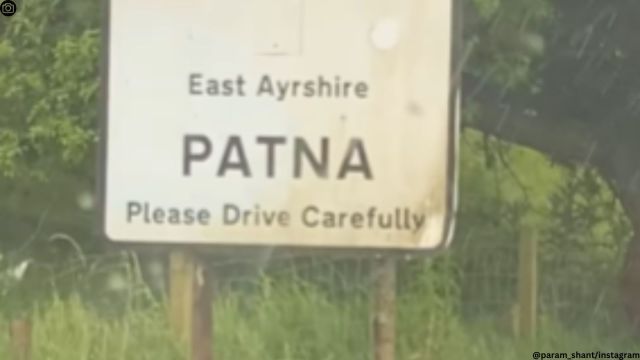 East Ayrshire
PATNA
Please Drive Carefully
@param_shant/instagram